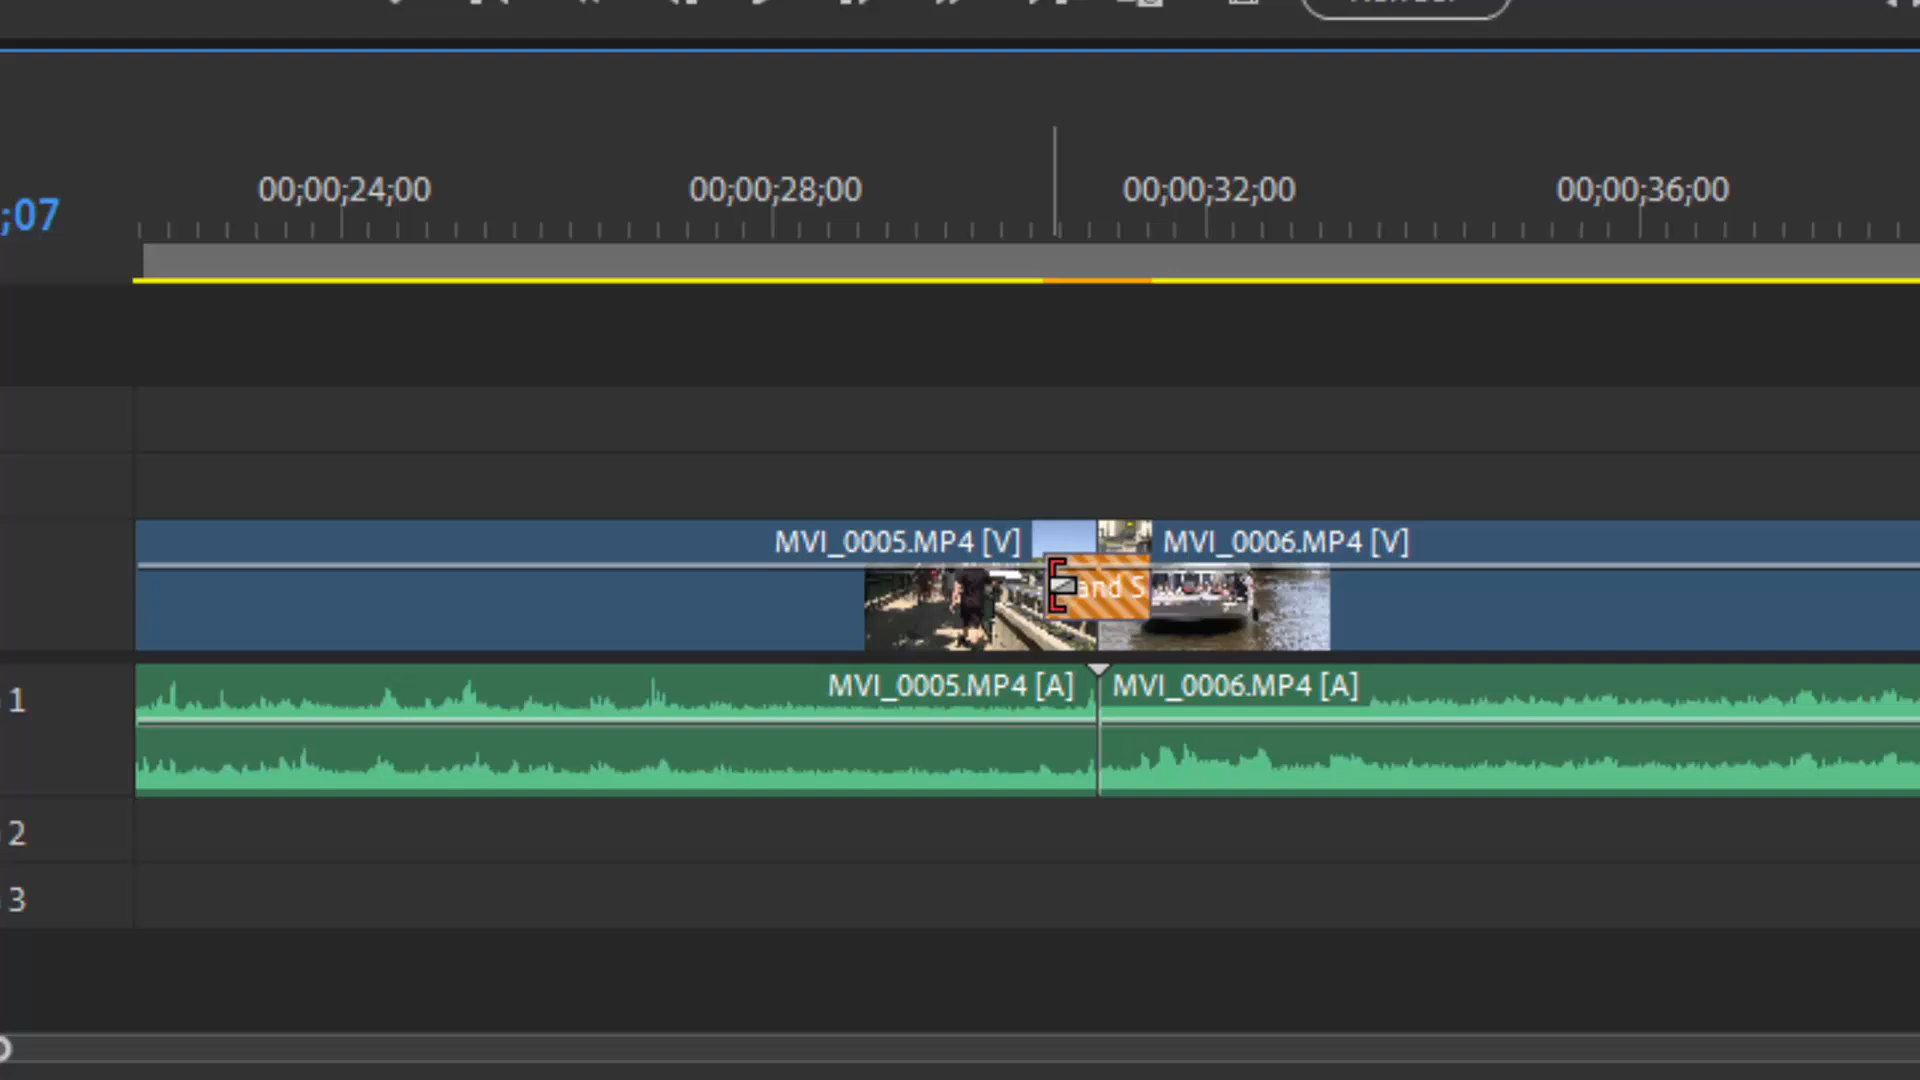 00;00;24;00 00;00;28;00 00;00;32;00 00;00;36;00
;07
MVI_0005.MP4 [V] MVI_0006.MP4 [V]
and S
MVI_0005.MP4 [A] MVI_0006.MP4 [A]
1
2
3